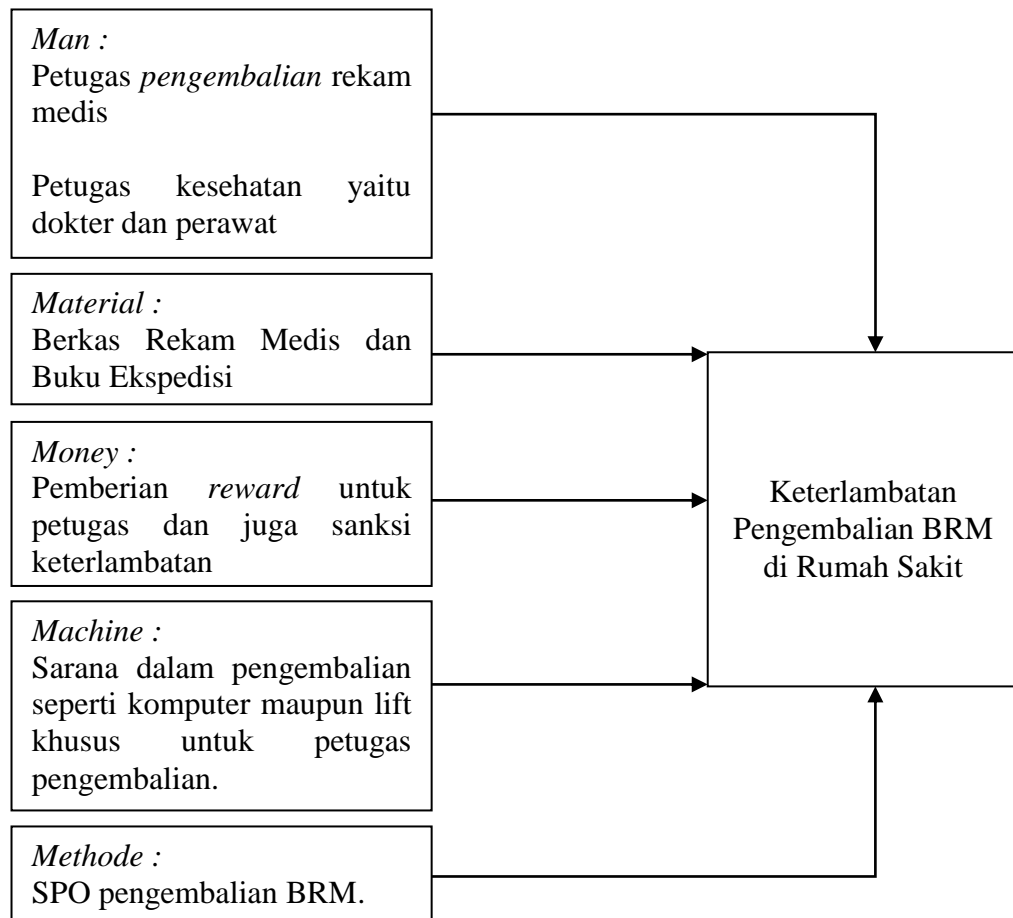 Man :
Petugas pengembalian rekam
medis
Petugas kesehatan yaitu
dokter dan perawat
Material :
Berkas Rekam Medis dan
Buku Ekspedisi
Money :
Pemberian reward untuk
petugas dan juga sanksi
keterlambatan
Machine :
Sarana dalam pengembalian
seperti komputer maupun lift
khusus untuk petugas
pengembalian.
Methode :
SPO pengembalian BRM.
Keterlambatan
Pengembalian BRM
di Rumah Sakit